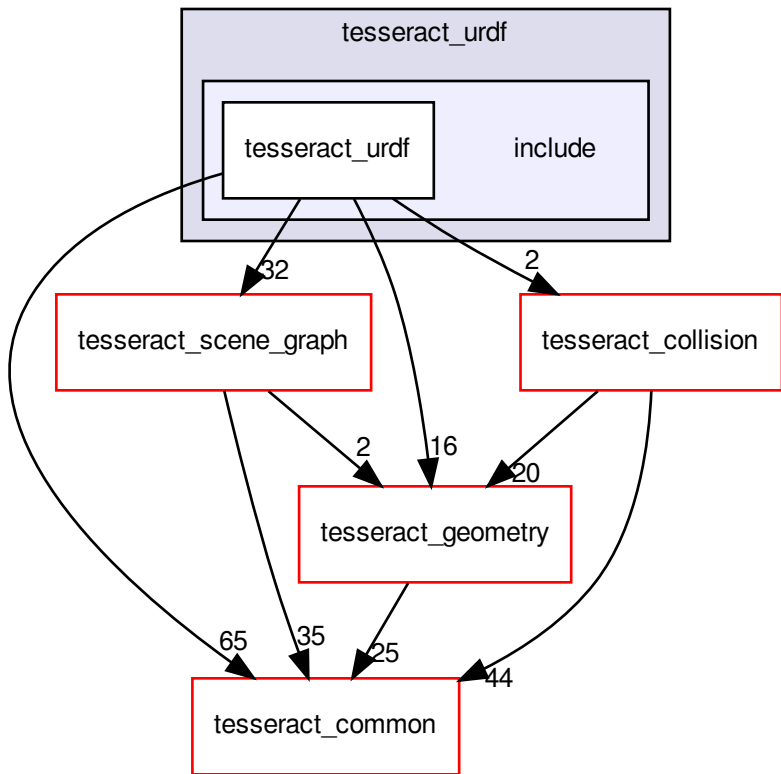 tesseract_urdf
tesseract_urdf
include
32
2
tesseract_scene_graph
tesseract_collision
2
16
20
tesseract_geometry
65
35
25
44
tesseract_common